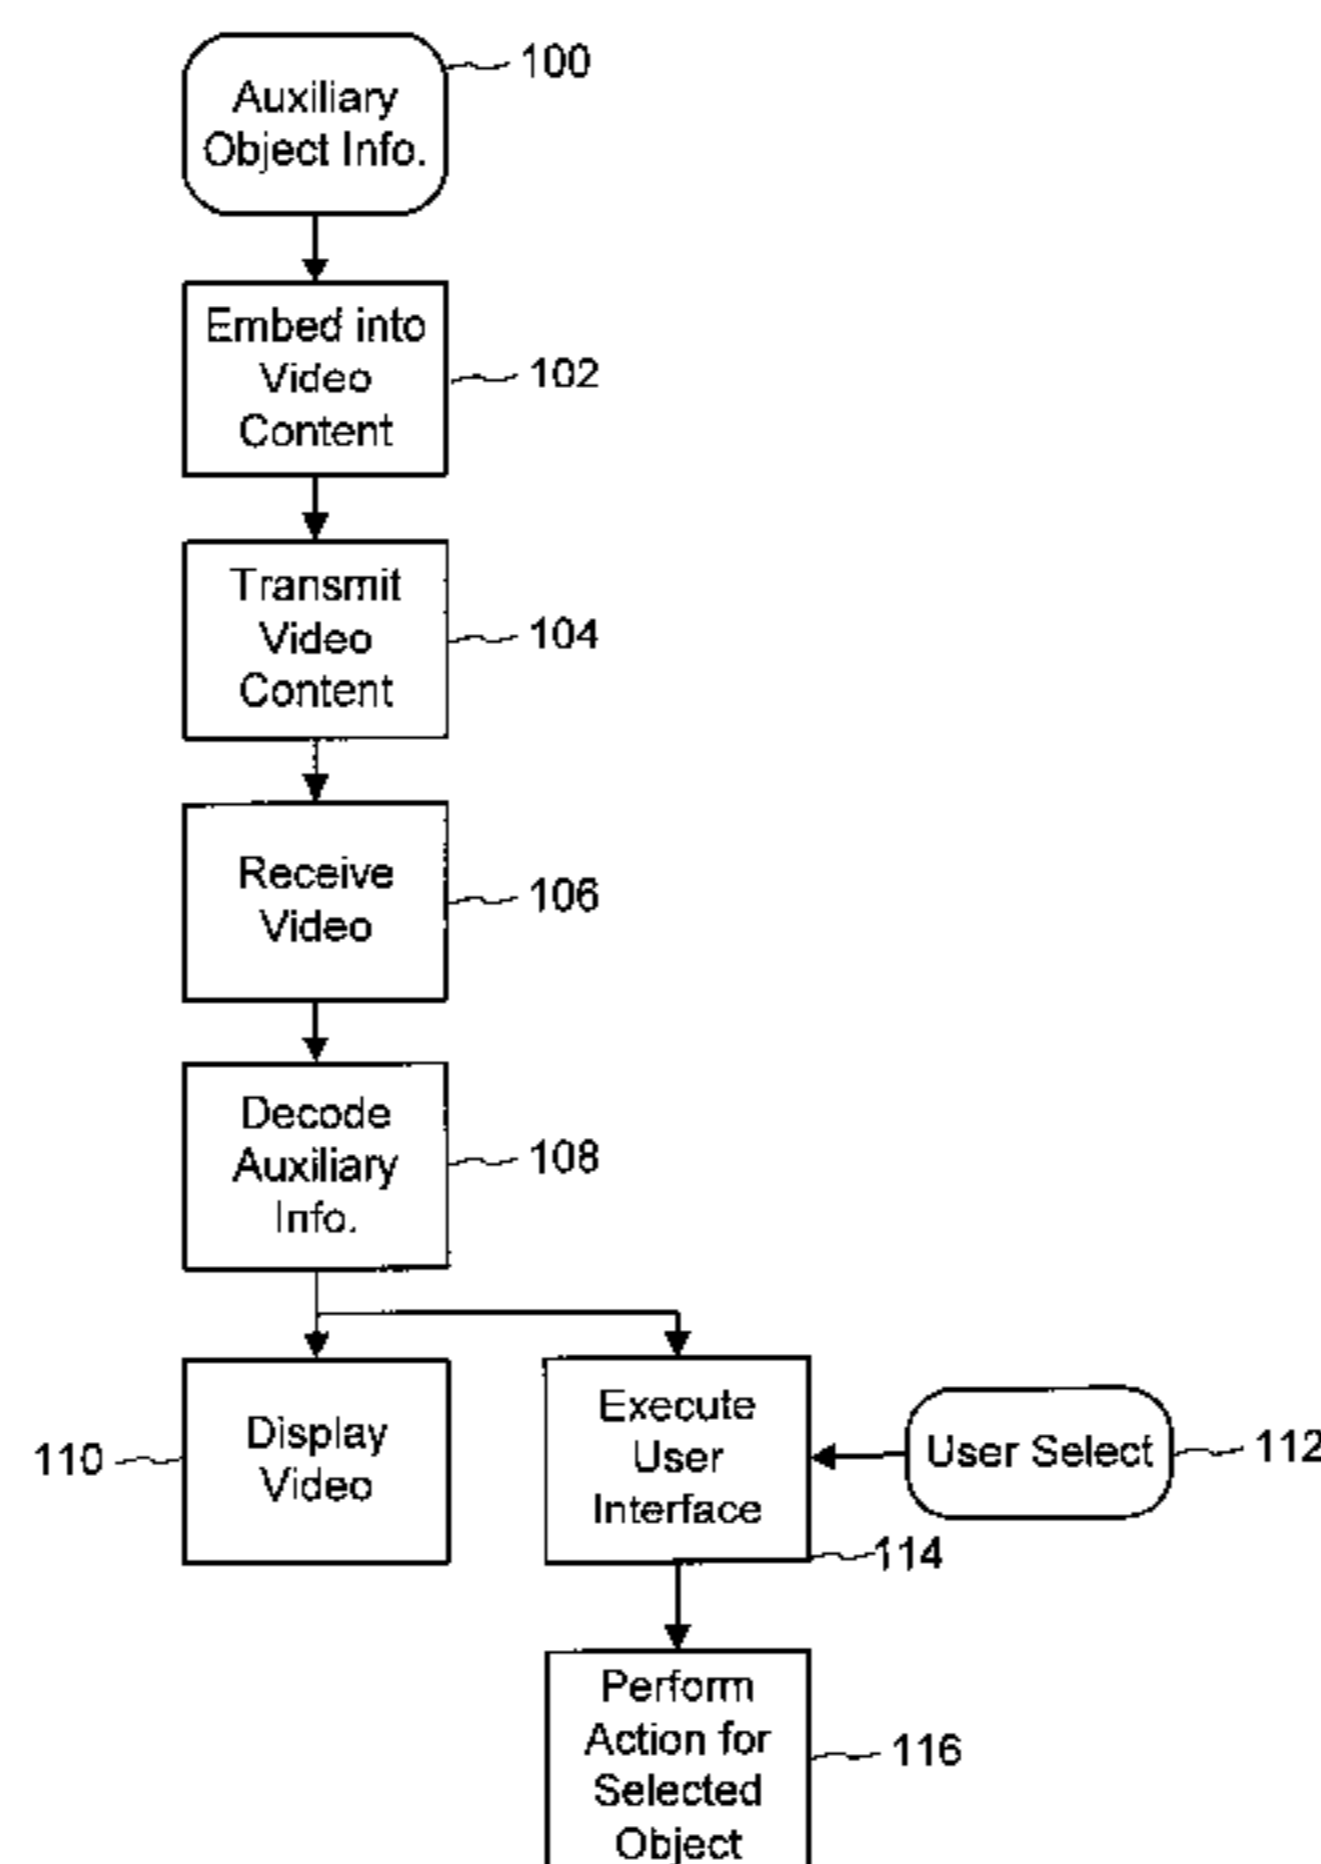 100
Auxiliary
Object Info.
Embed into
Video
Content
102
Transmit
Video
Content
104
Receive
Video
106
Decode
Auxiliary
Info.
108
110
Display
Video
Execute
User
Interface
User Select
112
114
Perform
Action for
Selected
Object
116